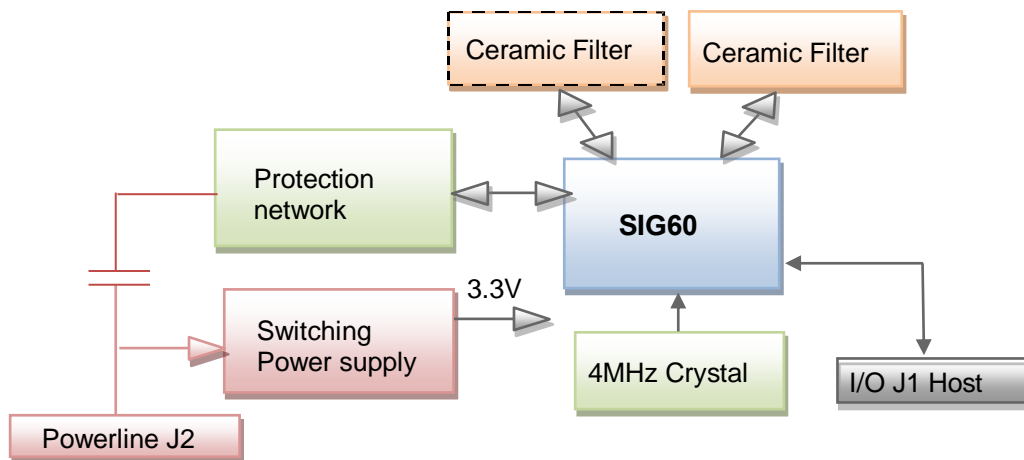 Ceramic Filter
Ceramic Filter
Protection
network
SIG60
3.3V
Switching
Power supply
4MHz Crystal
I/O J1 Host
Powerline J2